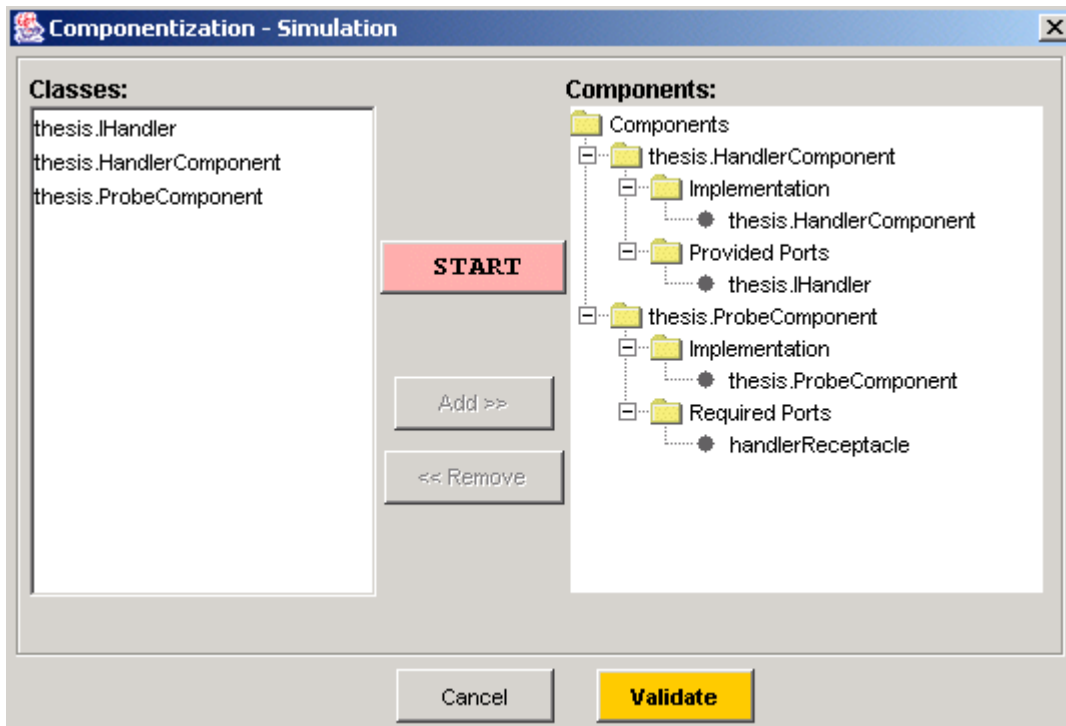 Componentization - Simulation
Classes:
thesis.IHandler
thesis.HandlerComponent
thesis.ProbeComponent
START
Add >>
<< Remove
Components:
Components
thesis.HandlerComponent
Implementation
thesis.HandlerComponent
Provided Ports
thesis.IHandler
thesis.ProbeComponent
Implementation
thesis.ProbeComponent
Required Ports
handlerReceptacle
Cancel
Validate